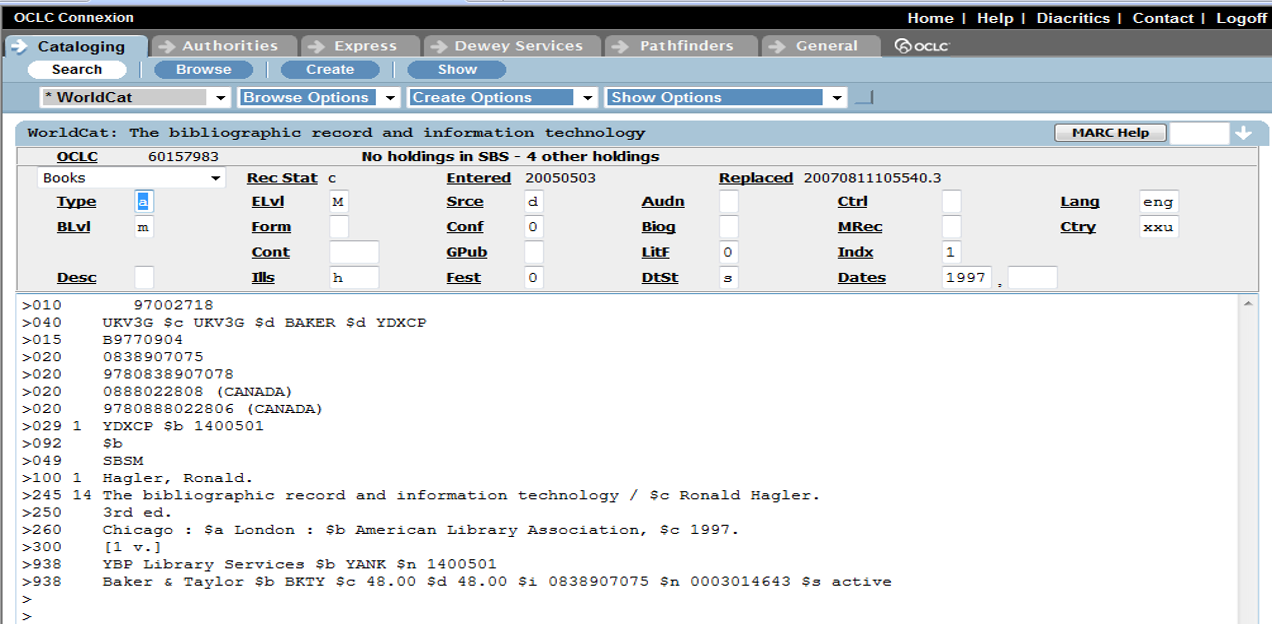 OCLC Connexion Home | Help | Diacritics | Contact | Logoff
Cataloging Authorities Express Dewey Services Pathfinders General OCLC
Search Browse Create Show
* WorldCat Browse Options Create Options Show Options
WorldCat: The bibliographic record and information technology MARC Help
OCLC 60157983 No holdings in SBS - 4 other holdings
Books Rec Stat c Entered 20050503 Replaced 20070811105540.3
Type a ELvl M Srce d Audn Ctrl Lang eng
BLvl m Form Conf 0 Biog MRec Ctry xxu
Cont GPub LitF 0 Indx 1
Desc Ills h Fest 0 DtSt s Dates 1997 ,
>010 97002718
>040 UKV3G $c UKV3G $d BAKER $d YDXCP
>015 B9770904
>020 0838907075
>020 9780838907078
>020 0888022808 (CANADA)
>020 9780888022806 (CANADA)
>029 1 YDXCP $b 1400501
>092 $b
>049 SBSM
>100 1 Hagler, Ronald.
>245 14 The bibliographic record and information technology / $c Ronald Hagler.
>250 3rd ed.
>260 Chicago : $a London : $b American Library Association, $c 1997.
>300 [1 v.]
>938 YBP Library Services $b YANK $n 1400501
>938 Baker & Taylor $b BKTY $c 48.00 $d 48.00 $i 0838907075 $n 0003014643 $s active
>
>